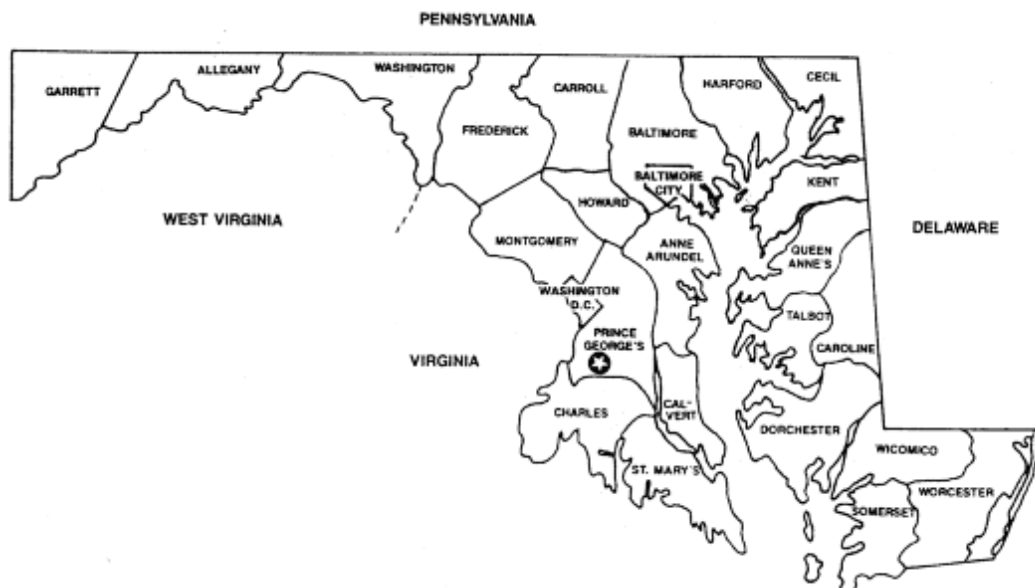 PENNSYLVANIA
GARRETT
ALLEGANY
WASHINGTON
FREDERICK
CARROLL
BALTIMORE
HARFORD
CECIL
BALTIMORE
CITY
KENT
HOWARD
WEST VIRGINIA
MONTGOMERY
ANNE
ARUNDEL
QUEEN
ANNE'S
DELAWARE
WASHINGTON
D.C.
TALBOT
PRINCE
GEORGE'S
CAROLINE
VIRGINIA
CHARLES
CAL-
VERT
DORCHESTER
WICOMICO
ST. MARY'S
WORCESTER
SOMERSET